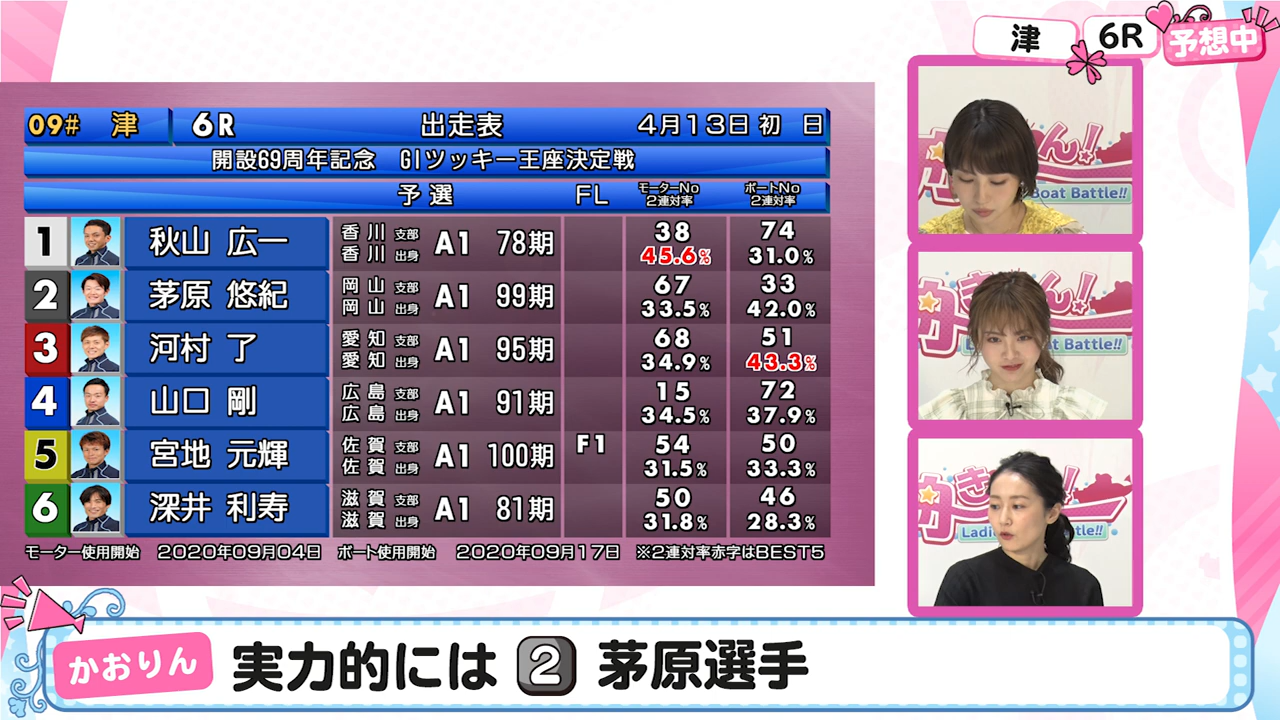 津 6R 予想中
09# 津 6R 出走表 4月13日 初 日
開設69周年記念 GIツッキー王座決定戦
予選 FL モーターNo 2連対率 ボートNo 2連対率
1 秋山 広一 香川 支部 A1 78期 38 74
香川 出身 45.6% 31.0%
2 茅原 悠紀 岡山 支部 A1 99期 67 33
岡山 出身 33.5% 42.0%
3 河村 了 愛知 支部 A1 95期 68 51
愛知 出身 34.9% 43.3%
4 山口 剛 広島 支部 A1 91期 15 72
広島 出身 34.5% 37.9%
5 宮地 元輝 佐賀 支部 A1 100期 F1 54 50
佐賀 出身 31.5% 33.3%
6 深井 利寿 滋賀 支部 A1 81期 50 46
滋賀 出身 31.8% 28.3%
モーター使用開始 2020年09月04日 ボート使用開始 2020年09月17日 ※2連対率赤字はBEST5
ん!
Boat Battle!!
ん!
Boat Battle!!
き
Ladie
!!
かおりん 実力的には 2 茅原選手